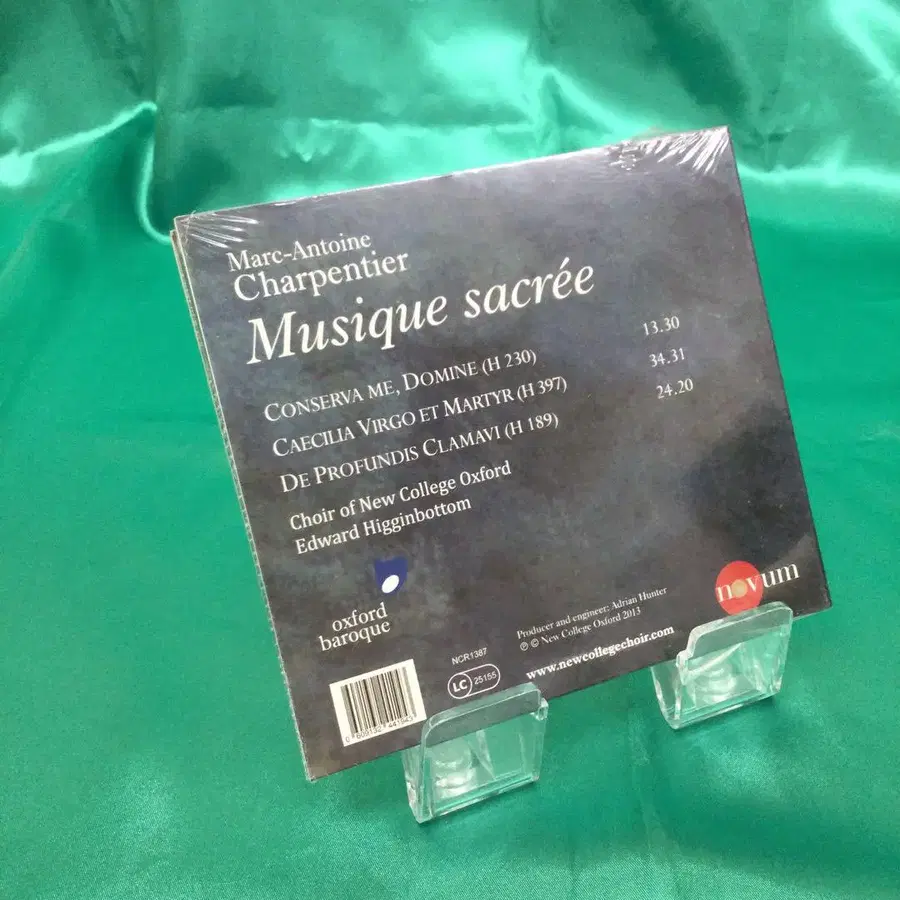 Marc-Antoine
Charpentier
Musique sacrée
CONSERVA ME, DOMINE (H 230) 13.30
CAECILIA VIRGO ET MARTYR (H 397) 34.31
DE PROFUNDIS CLAMAVI (H 189) 24.20
Choir of New College Oxford
Edward Higginbottom
oxford
baroque
novum
Producer and engineer: Adrian Hunter
℗ © New College Oxford 2013
www.newcollegechoir.com
NCR1387
LC 25155